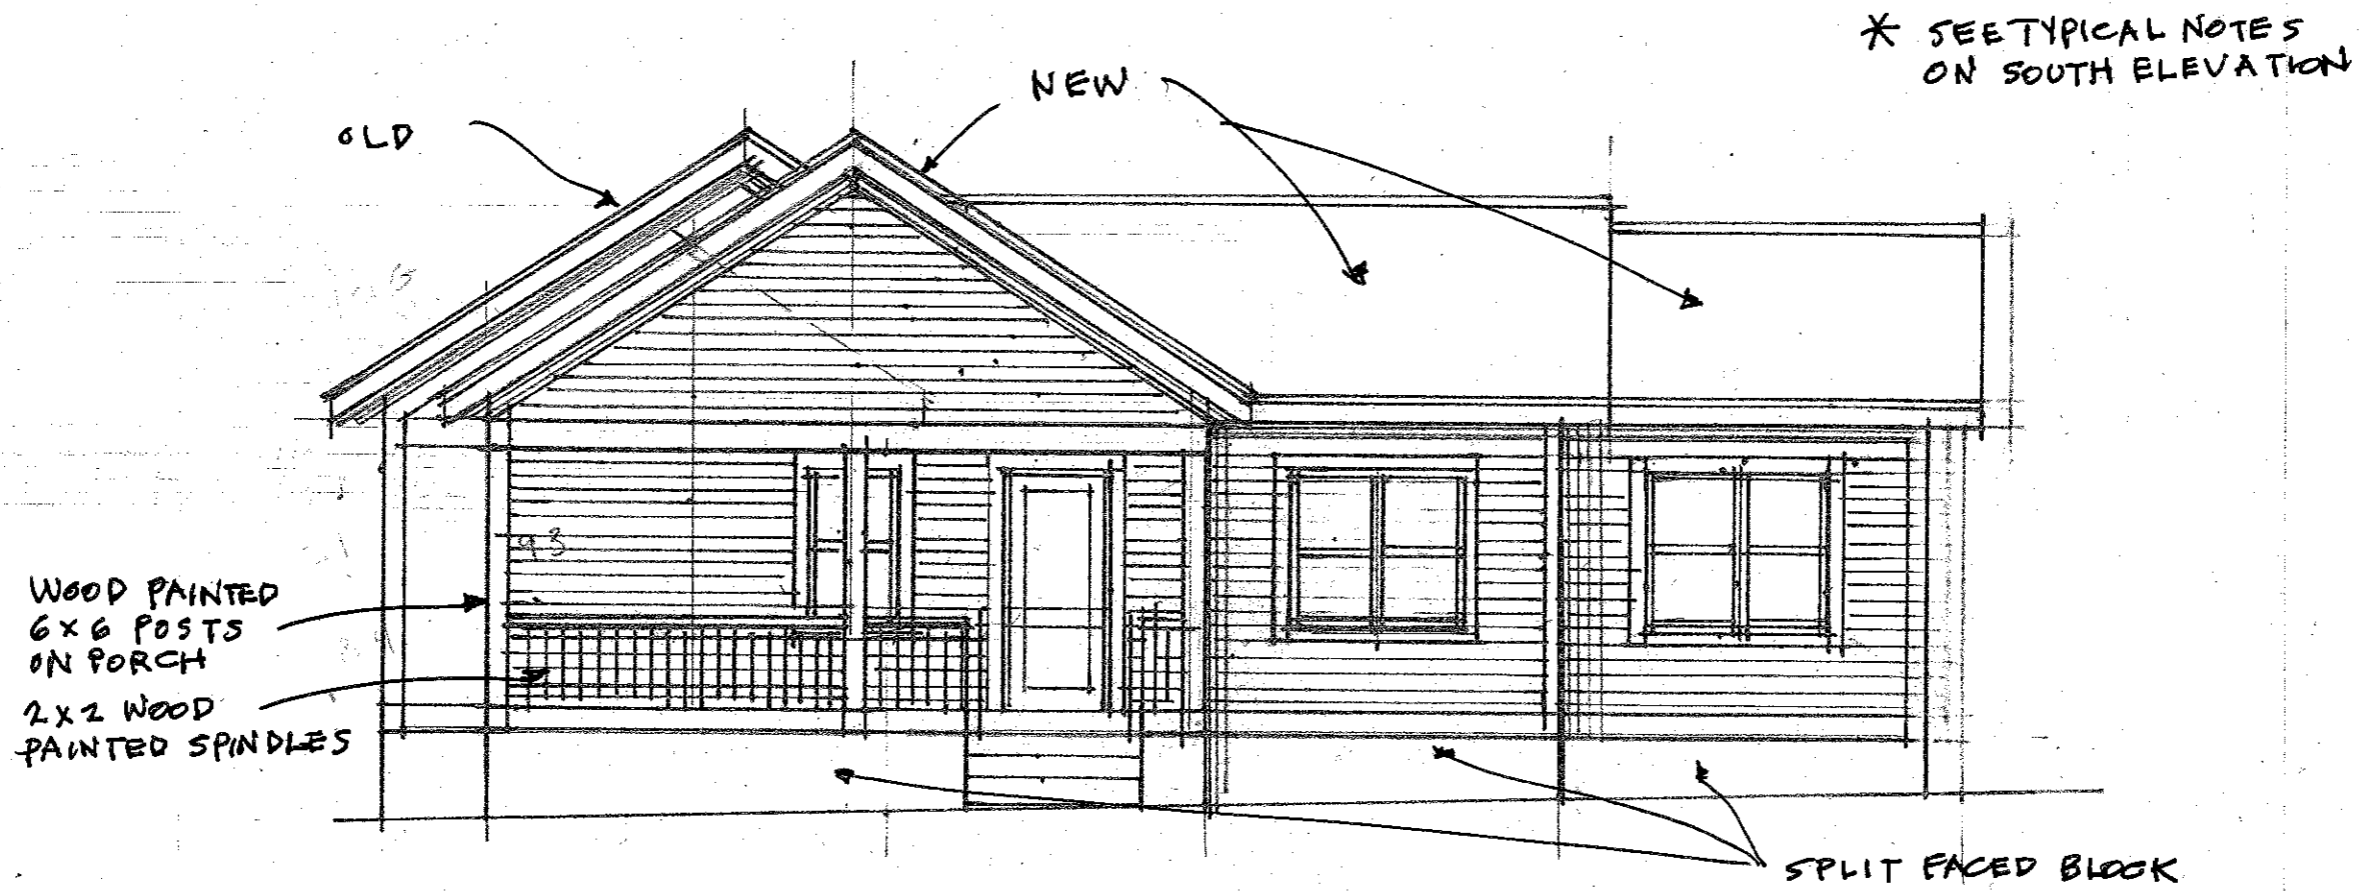 * SEE TYPICAL NOTES
ON SOUTH ELEVATION
NEW
OLD
93
WOOD PAINTED
6x6 POSTS
ON PORCH
2x2 WOOD
PAINTED SPINDLES
SPLIT FACED BLOCK